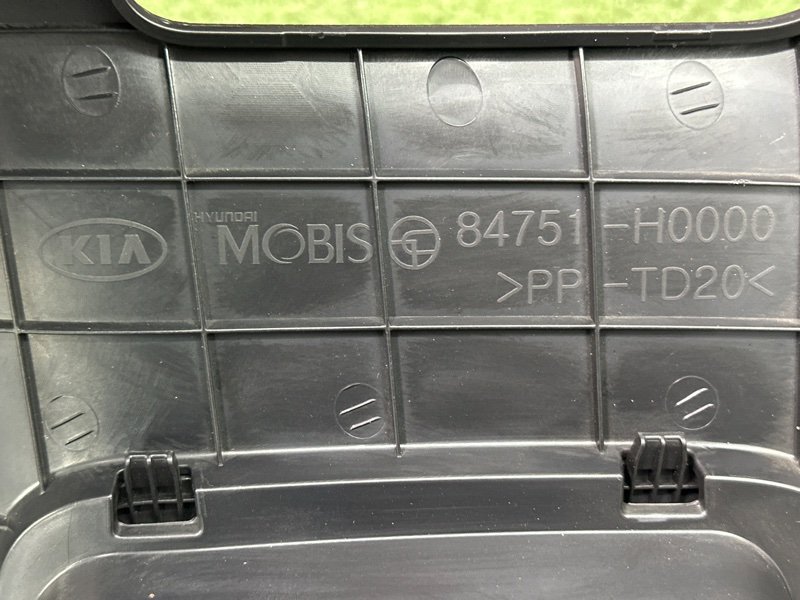 KIA HYUNDAI MOBIS 84751-H0000
>PP-TD20<